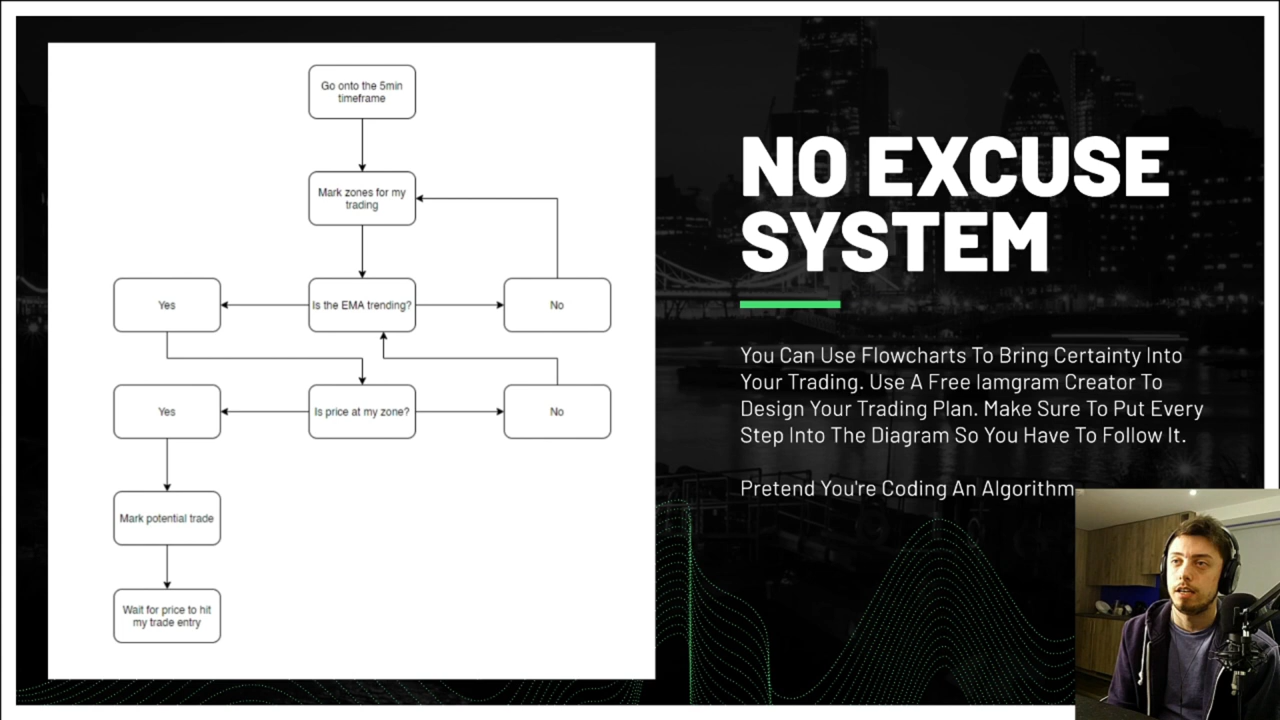 Go onto the 5min
timeframe
Mark zones for my
trading
Yes
Is the EMA trending?
No
Yes
Is price at my zone?
No
Mark potential trade
Wait for price to hit
my trade entry
NO EXCUSE
SYSTEM
You Can Use Flowcharts To Bring Certainty Into
Your Trading. Use A Free Iamgram Creator To
Design Your Trading Plan. Make Sure To Put Every
Step Into The Diagram So You Have To Follow It.
Pretend You're Coding An Algorithm